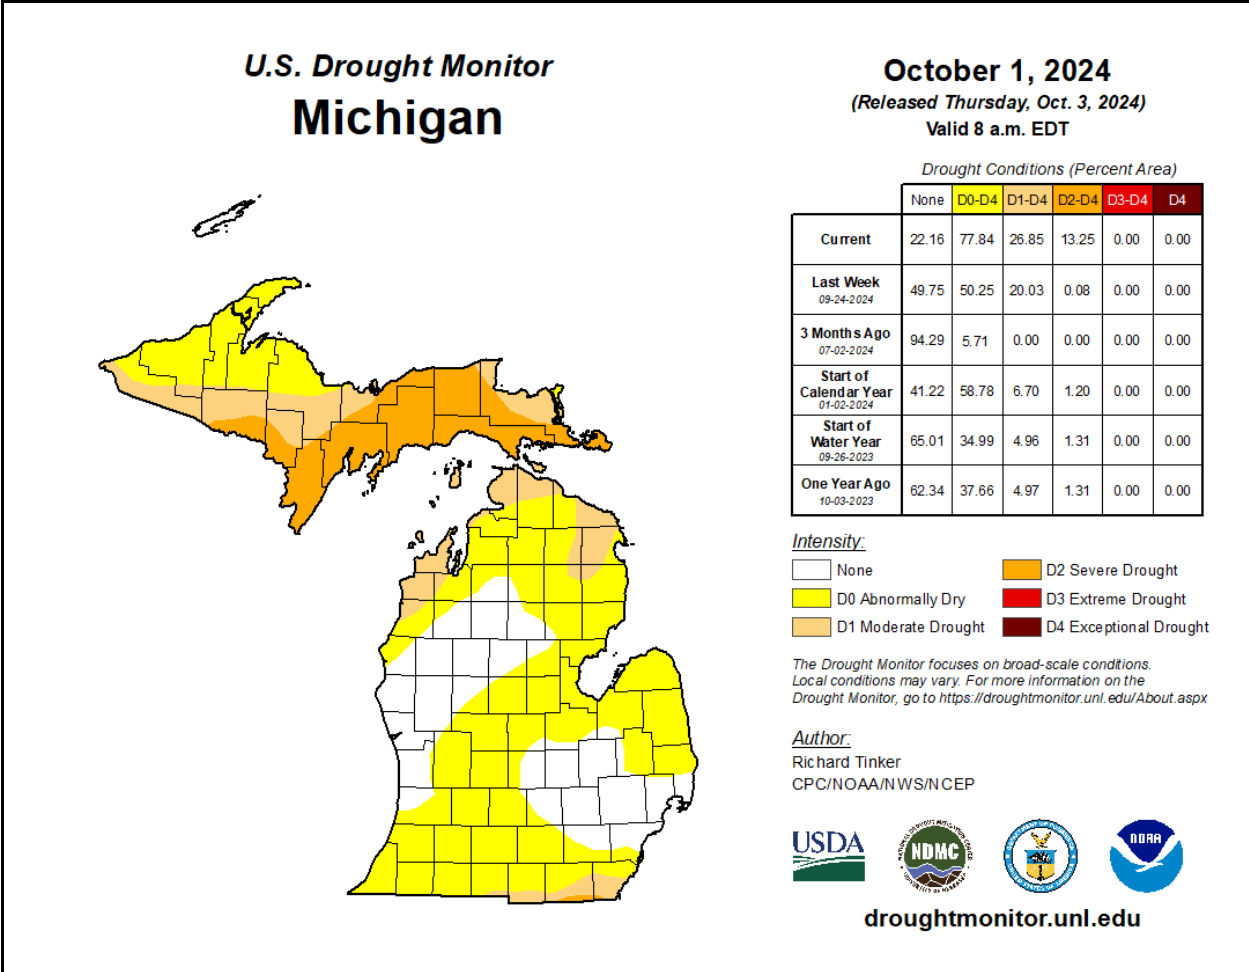 U.S. Drought Monitor
Michigan
October 1, 2024
(Released Thursday, Oct. 3, 2024)
Valid 8 a.m. EDT
Drought Conditions (Percent Area)
None D0-D4 D1-D4 D2-D4 D3-D4 D4
Current 22.16 77.84 26.85 13.25 0.00 0.00
Last Week
09-24-2024
49.75 50.25 20.03 0.08 0.00 0.00
3 Months Ago
07-02-2024
94.29 5.71 0.00 0.00 0.00 0.00
Start of
Calendar Year
01-02-2024
41.22 58.78 6.70 1.20 0.00 0.00
Start of
Water Year
09-26-2023
65.01 34.99 4.96 1.31 0.00 0.00
One Year Ago
10-03-2023
62.34 37.66 4.97 1.31 0.00 0.00
Intensity:
None
D0 Abnormally Dry
D1 Moderate Drought
D2 Severe Drought
D3 Extreme Drought
D4 Exceptional Drought
The Drought Monitor focuses on broad-scale conditions.
Local conditions may vary. For more information on the
Drought Monitor, go to https://droughtmonitor.unl.edu/About.aspx
Author:
Richard Tinker
CPC/NOAA/NWS/NCEP
USDA
NDMC
NOAA
droughtmonitor.unl.edu